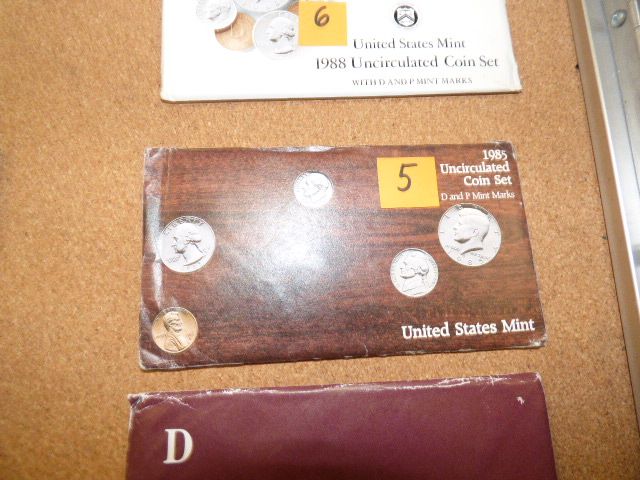 6
United States Mint
1988 Uncirculated Coin Set
WITH D AND P MINT MARKS
5
1985
Uncirculated
Coin Set
D and P Mint Marks
United States Mint
D